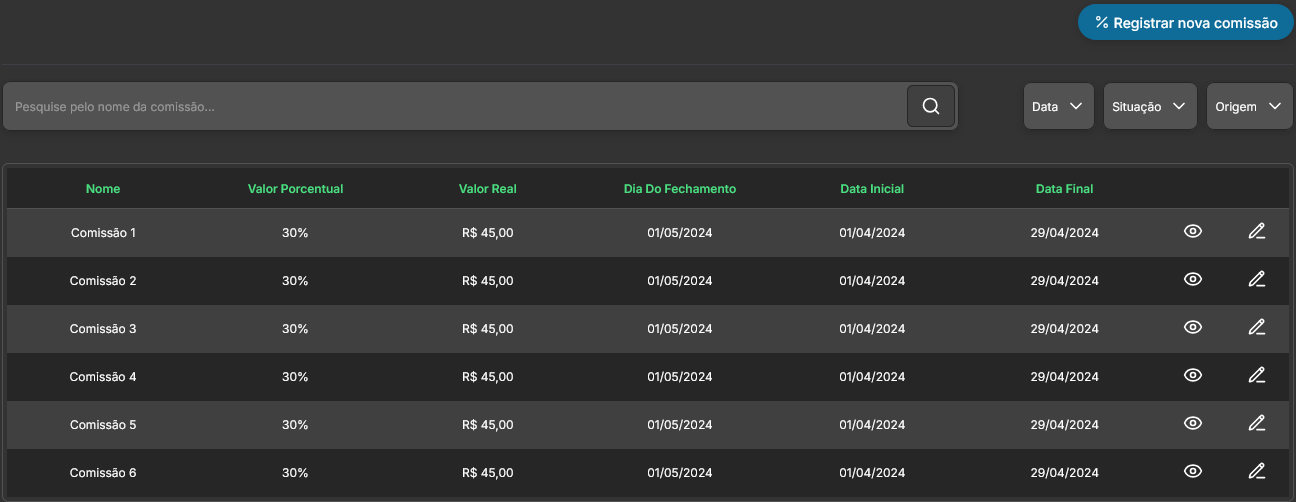 % Registrar nova comissão
Pesquise pelo nome da comissão...
Data
Situação
Origem
Nome Valor Porcentual Valor Real Dia Do Fechamento Data Inicial Data Final
Comissão 1 30% R$ 45,00 01/05/2024 01/04/2024 29/04/2024
Comissão 2 30% R$ 45,00 01/05/2024 01/04/2024 29/04/2024
Comissão 3 30% R$ 45,00 01/05/2024 01/04/2024 29/04/2024
Comissão 4 30% R$ 45,00 01/05/2024 01/04/2024 29/04/2024
Comissão 5 30% R$ 45,00 01/05/2024 01/04/2024 29/04/2024
Comissão 6 30% R$ 45,00 01/05/2024 01/04/2024 29/04/2024